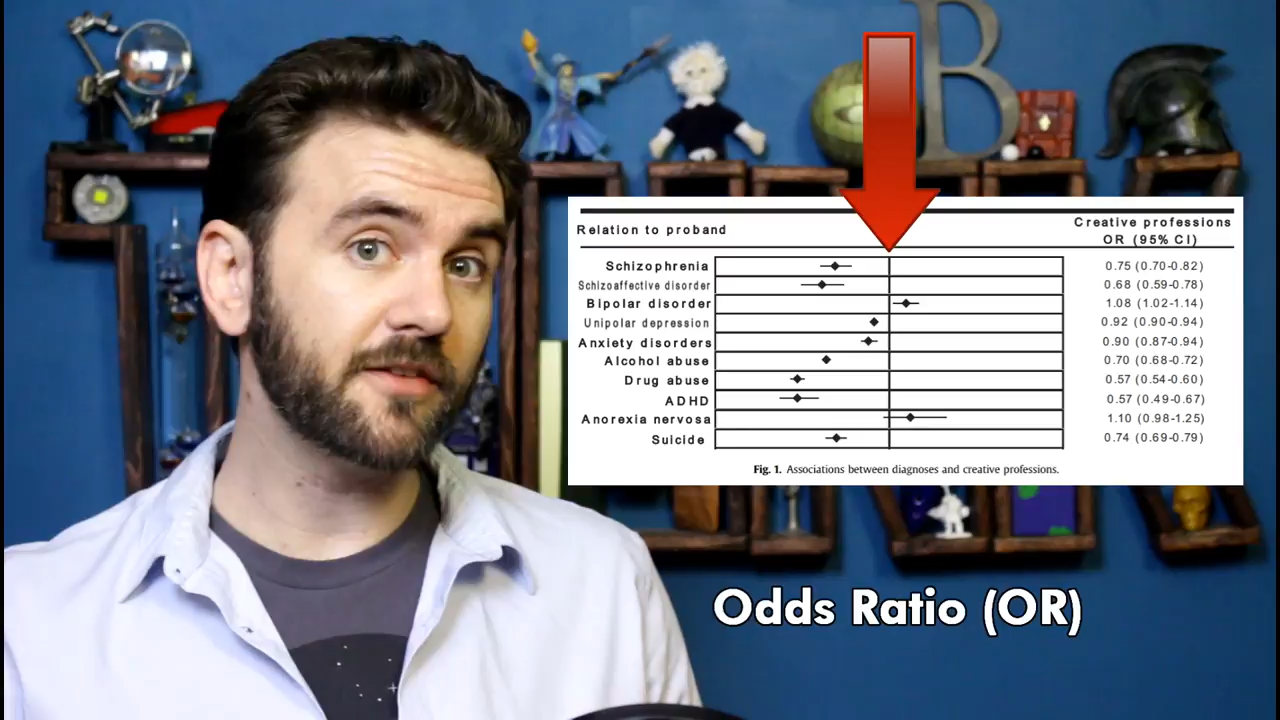 B
Relation to proband
Creative professions
OR (95% CI)
Schizophrenia 0.75 (0.70-0.82)
Schizoaffective disorder 0.68 (0.59-0.78)
Bipolar disorder 1.08 (1.02-1.14)
Unipolar depression 0.92 (0.90-0.94)
Anxiety disorders 0.90 (0.87-0.94)
Alcohol abuse 0.70 (0.68-0.72)
Drug abuse 0.57 (0.54-0.60)
ADHD 0.57 (0.49-0.67)
Anorexia nervosa 1.10 (0.98-1.25)
Suicide 0.74 (0.69-0.79)
Fig. 1. Associations between diagnoses and creative professions.
Odds Ratio (OR)